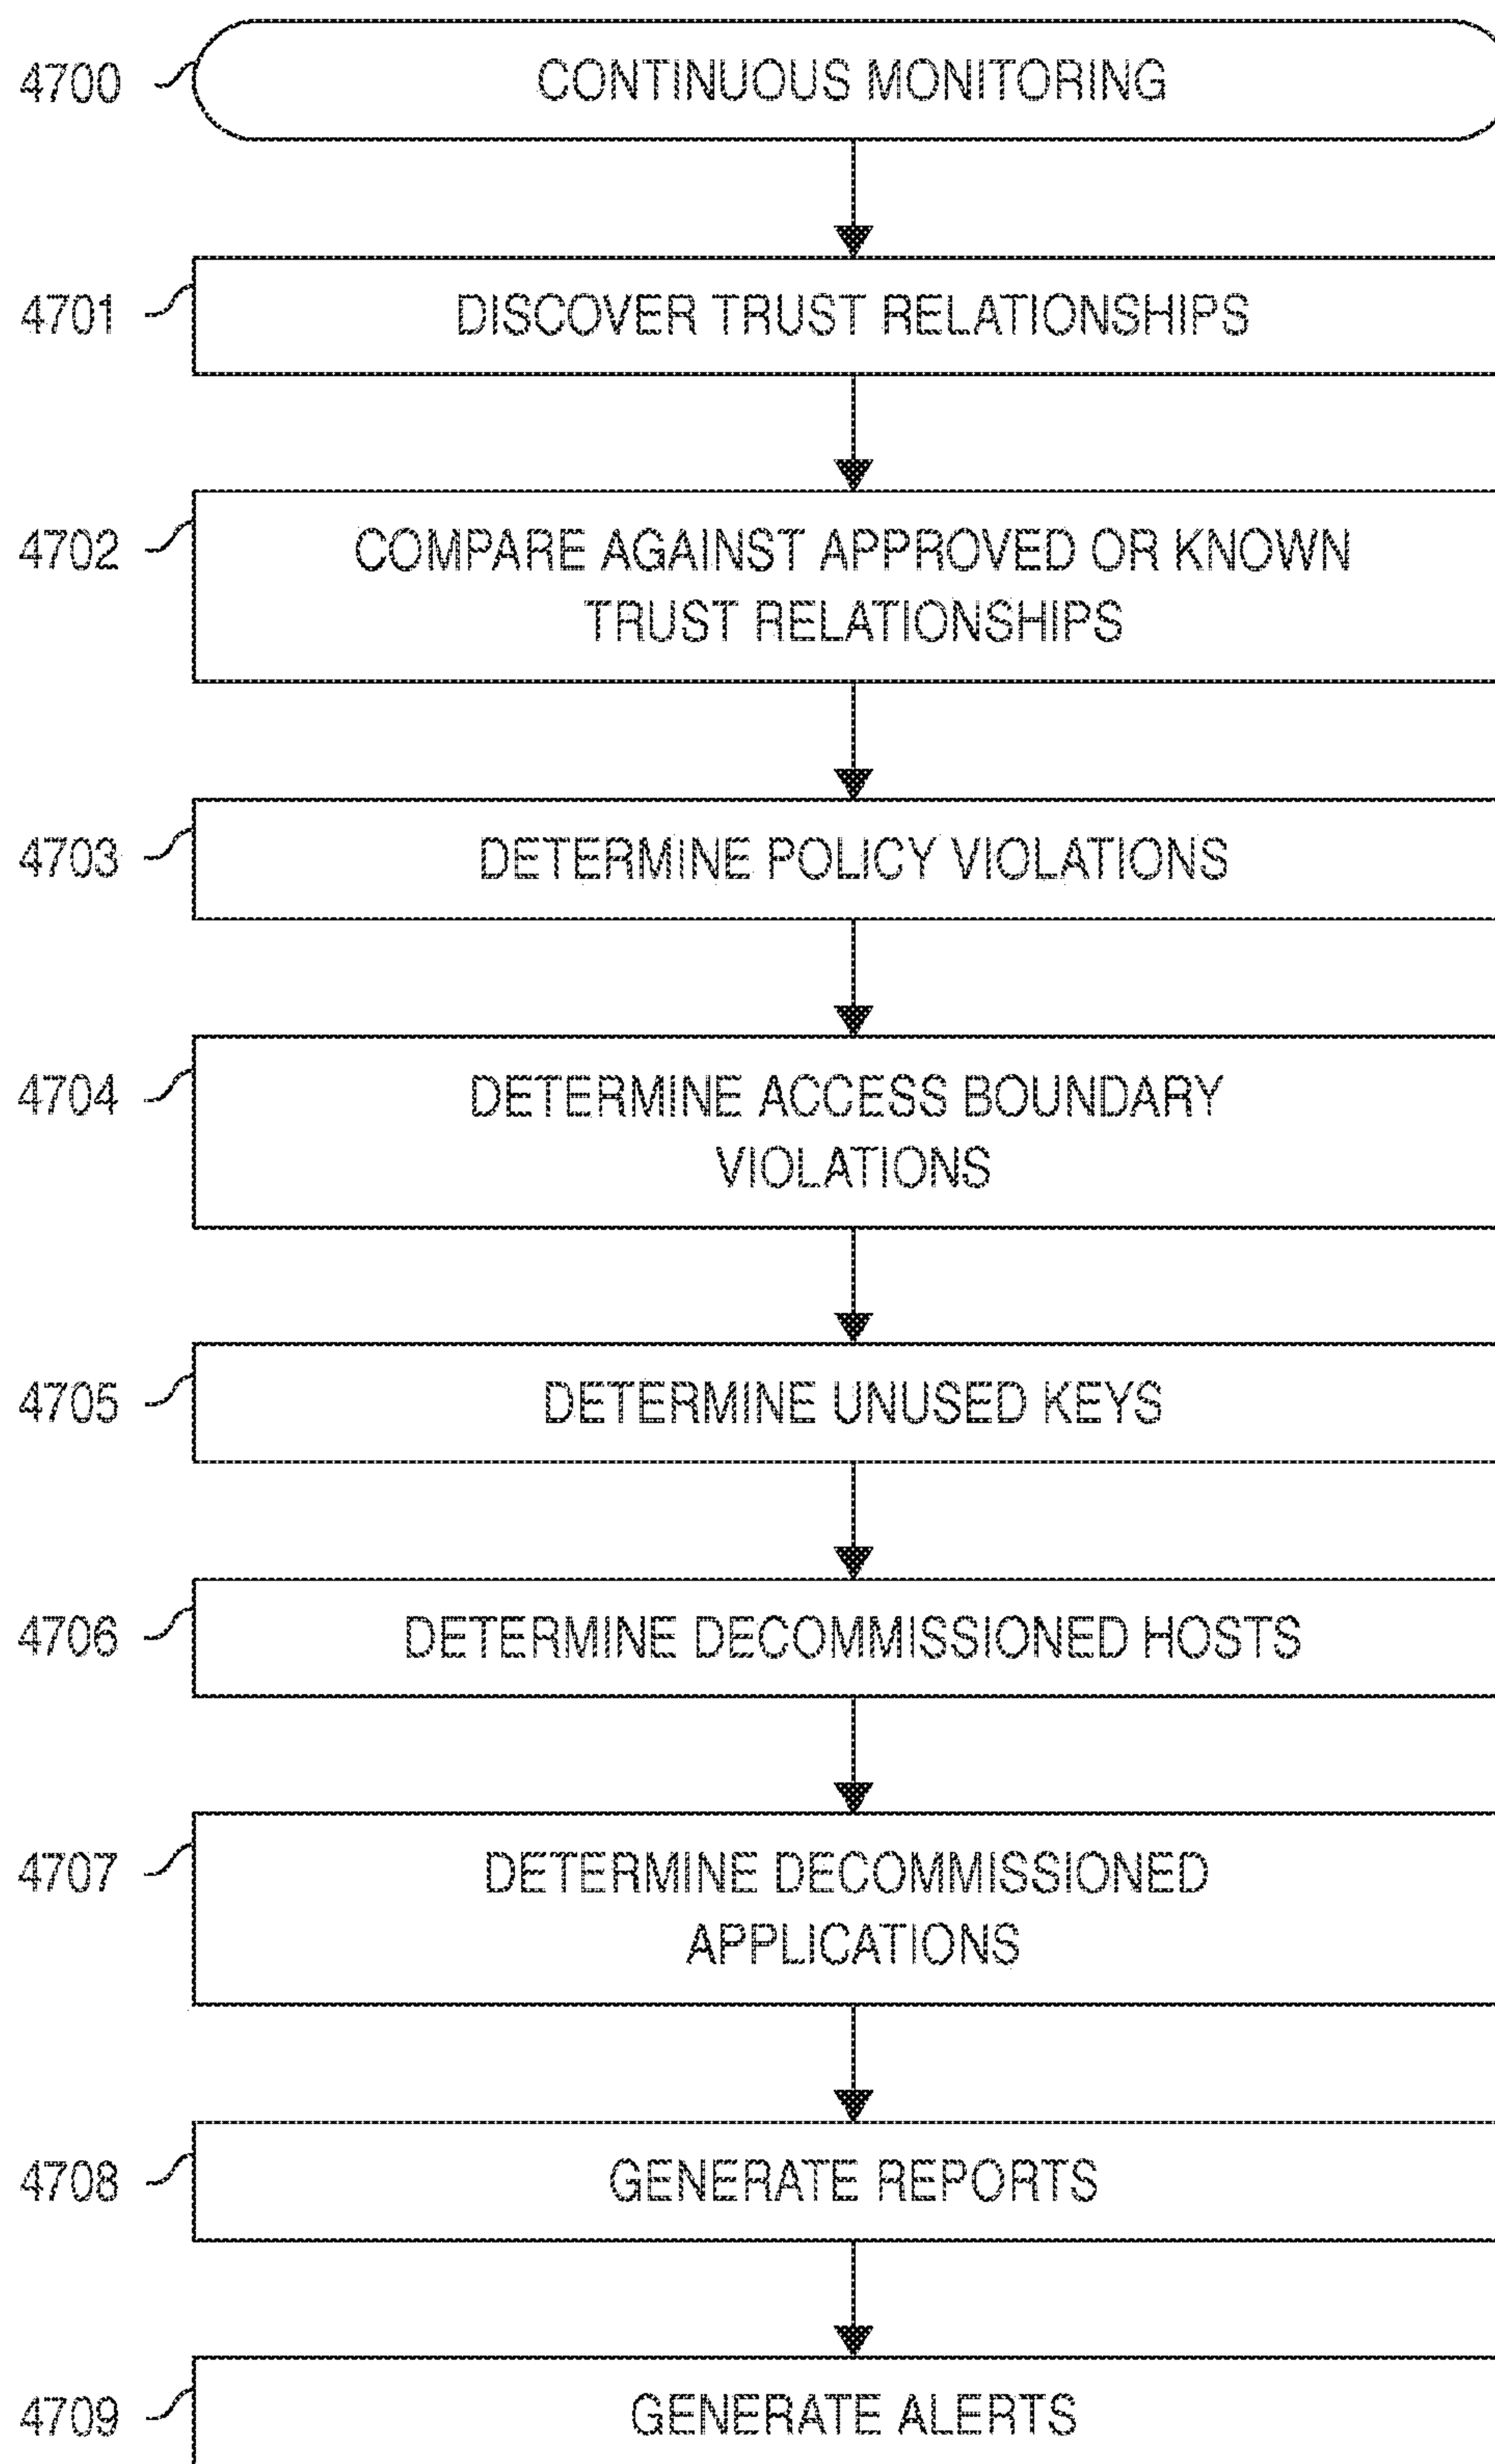 4700 CONTINUOUS MONITORING
4701 DISCOVER TRUST RELATIONSHIPS
4702 COMPARE AGAINST APPROVED OR KNOWN
TRUST RELATIONSHIPS
4703 DETERMINE POLICY VIOLATIONS
4704 DETERMINE ACCESS BOUNDARY
VIOLATIONS
4705 DETERMINE UNUSED KEYS
4706 DETERMINE DECOMMISSIONED HOSTS
4707 DETERMINE DECOMMISSIONED
APPLICATIONS
4708 GENERATE REPORTS
4709 GENERATE ALERTS